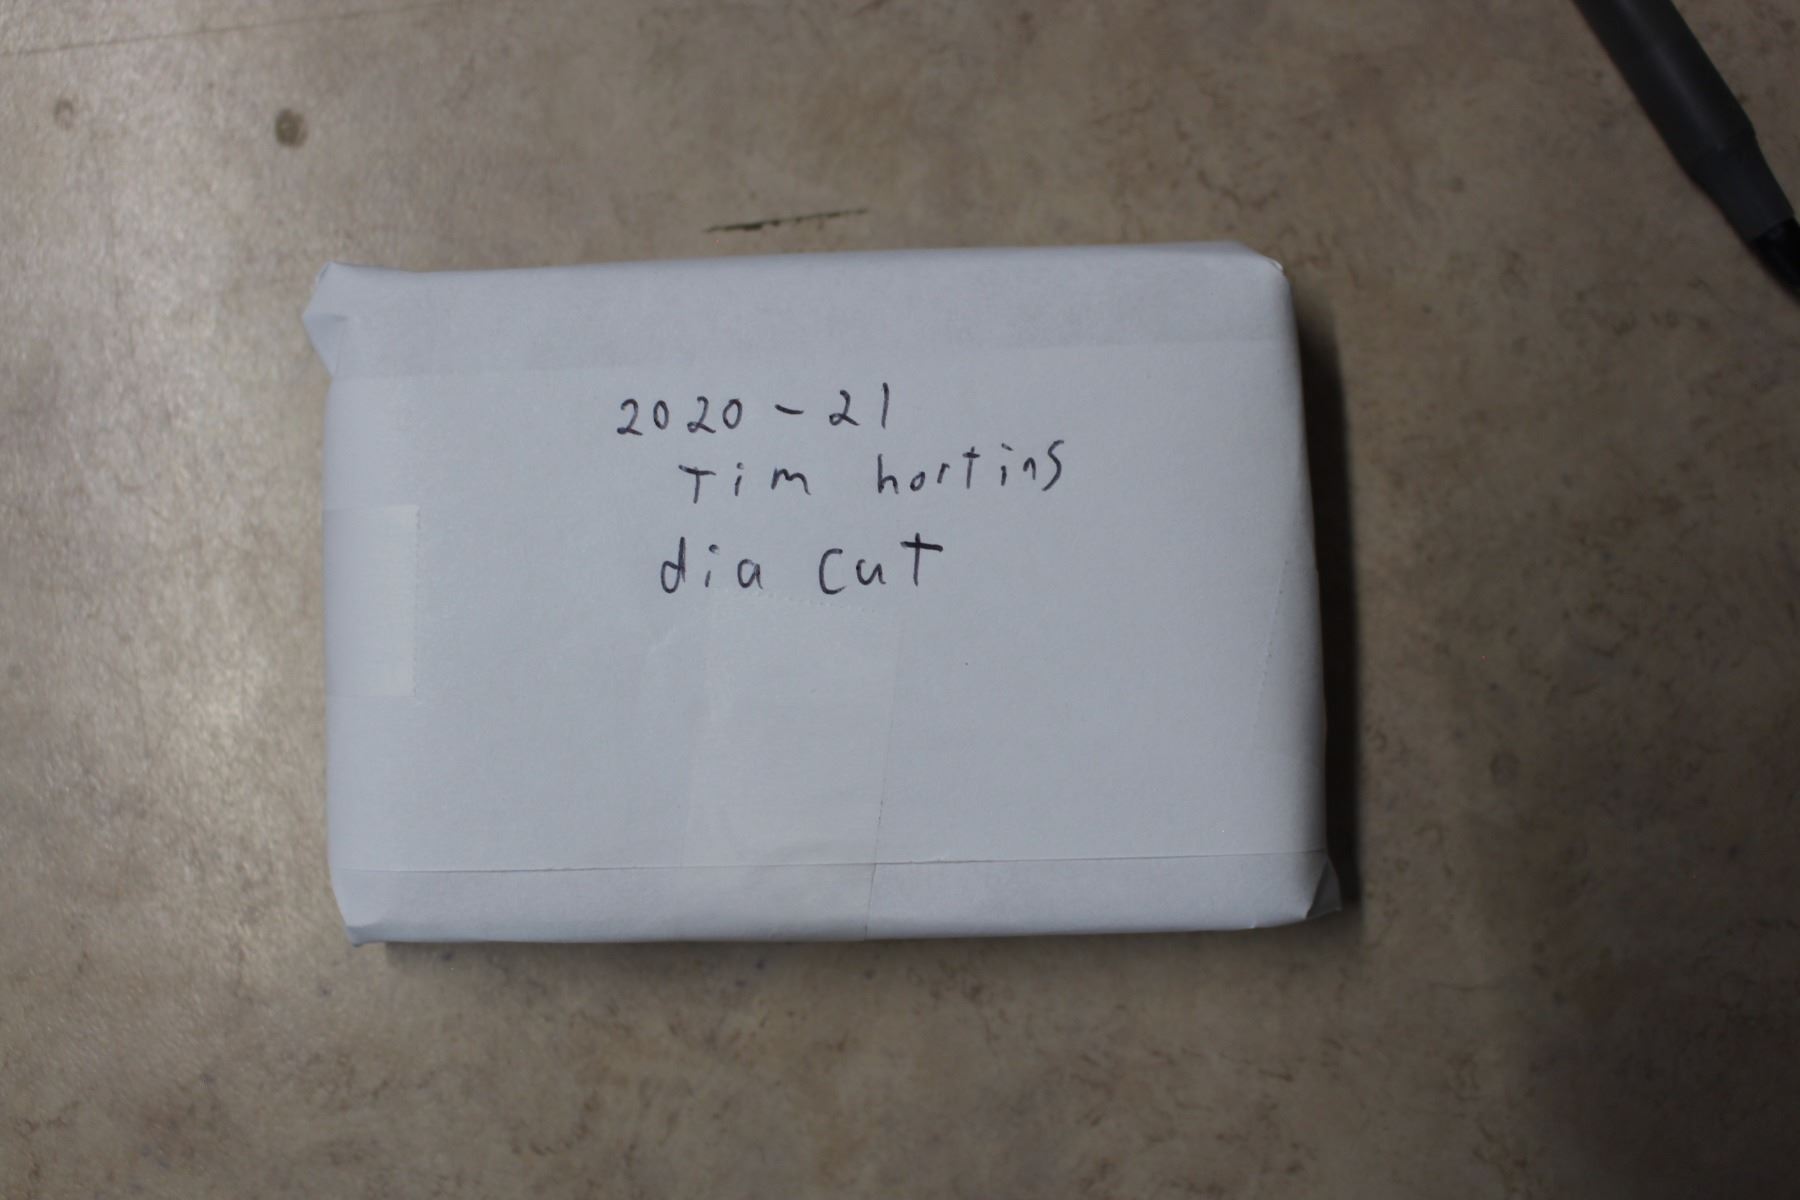 2020 - 21
Tim hortins
dia cut